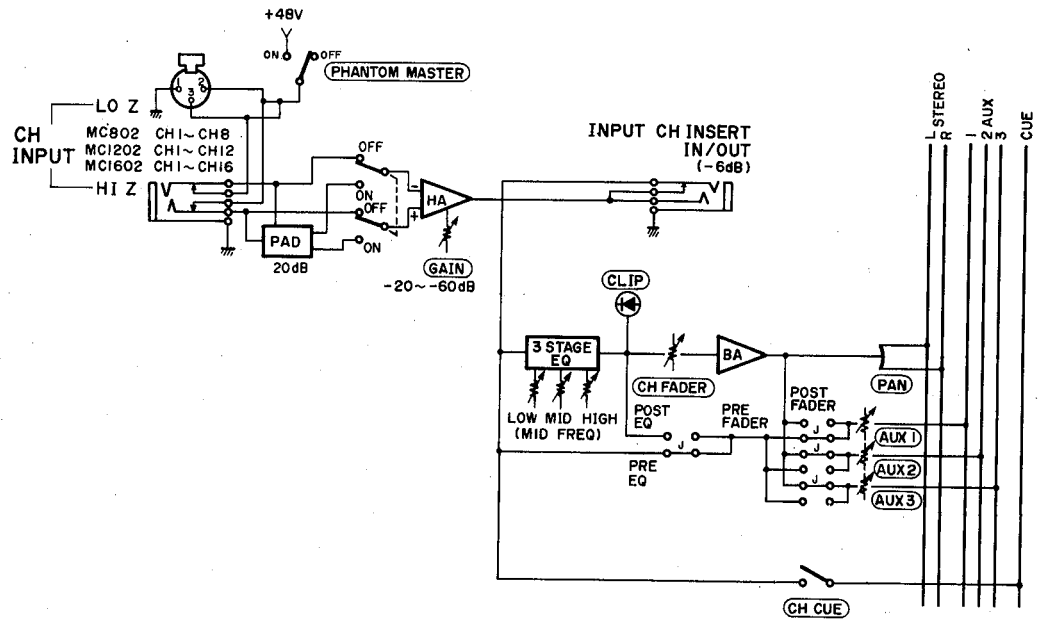 +48V
ON
OFF
PHANTOM MASTER
1
2
3
LO Z
CH
INPUT
MC802 CH1~CH8
MC1202 CH1~CH12
MC1602 CH1~CH16
HI Z
OFF
ON
OFF
ON
PAD
20dB
-
+
HA
GAIN
-20~-60dB
INPUT CH INSERT
IN/OUT
(-6dB)
L
R STEREO
1
2 AUX
3
CUE
CLIP
3 STAGE
EQ
LOW MID HIGH
(MID FREQ)
CH FADER
BA
PAN
POST
EQ
J
PRE
EQ
PRE
FADER
POST
FADER
J
AUX 1
J
AUX2
J
AUX3
CH CUE